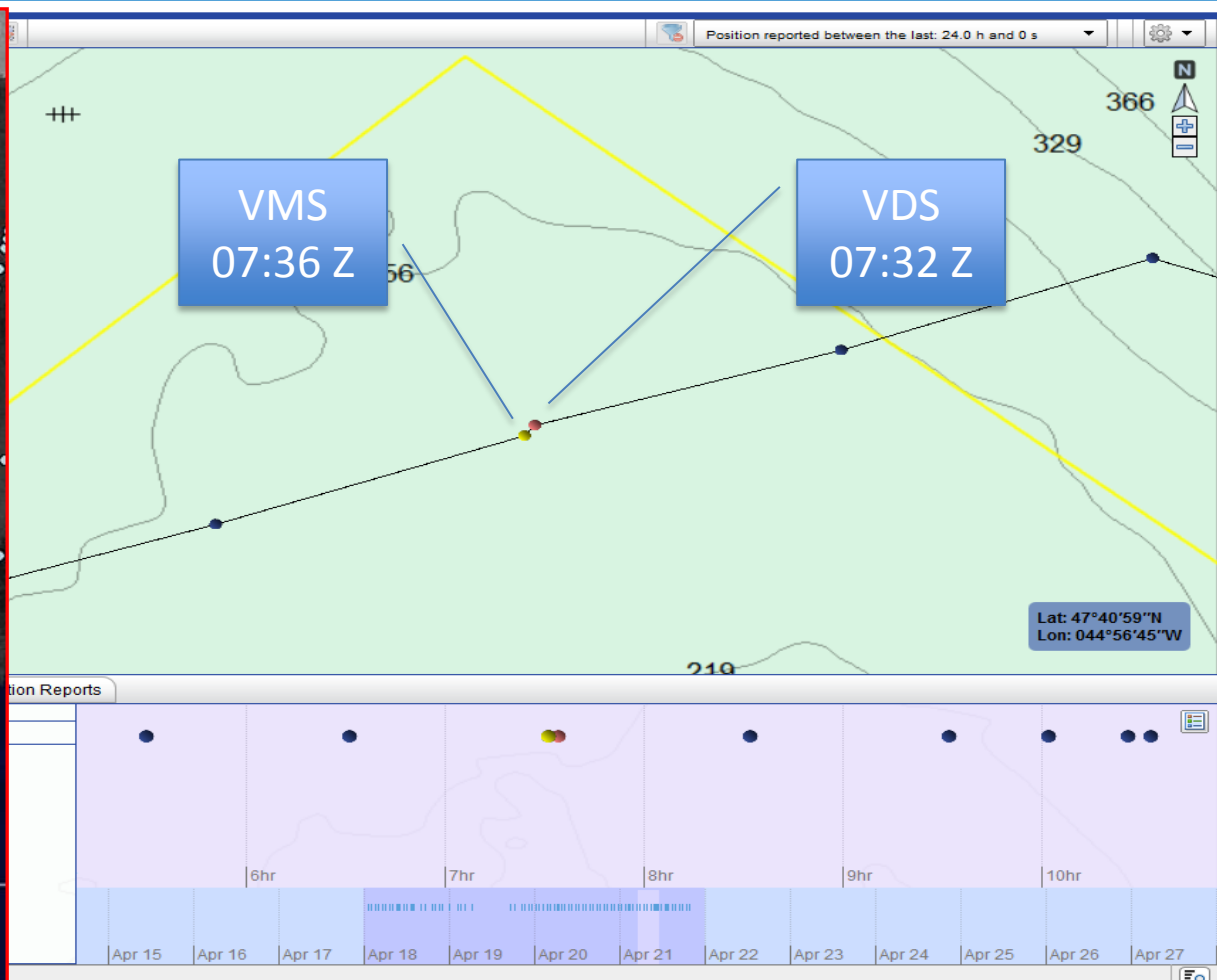 Position reported between the last: 24.0 h and 0 s
N
366
329
VMS
07:36 Z
VDS
07:32 Z
56
Lat: 47°40'59"N
Lon: 044°56'45"W
219
tion Reports
6hr
7hr
8hr
9hr
10hr
Apr 15
Apr 16
Apr 17
Apr 18
Apr 19
Apr 20
Apr 21
Apr 22
Apr 23
Apr 24
Apr 25
Apr 26
Apr 27